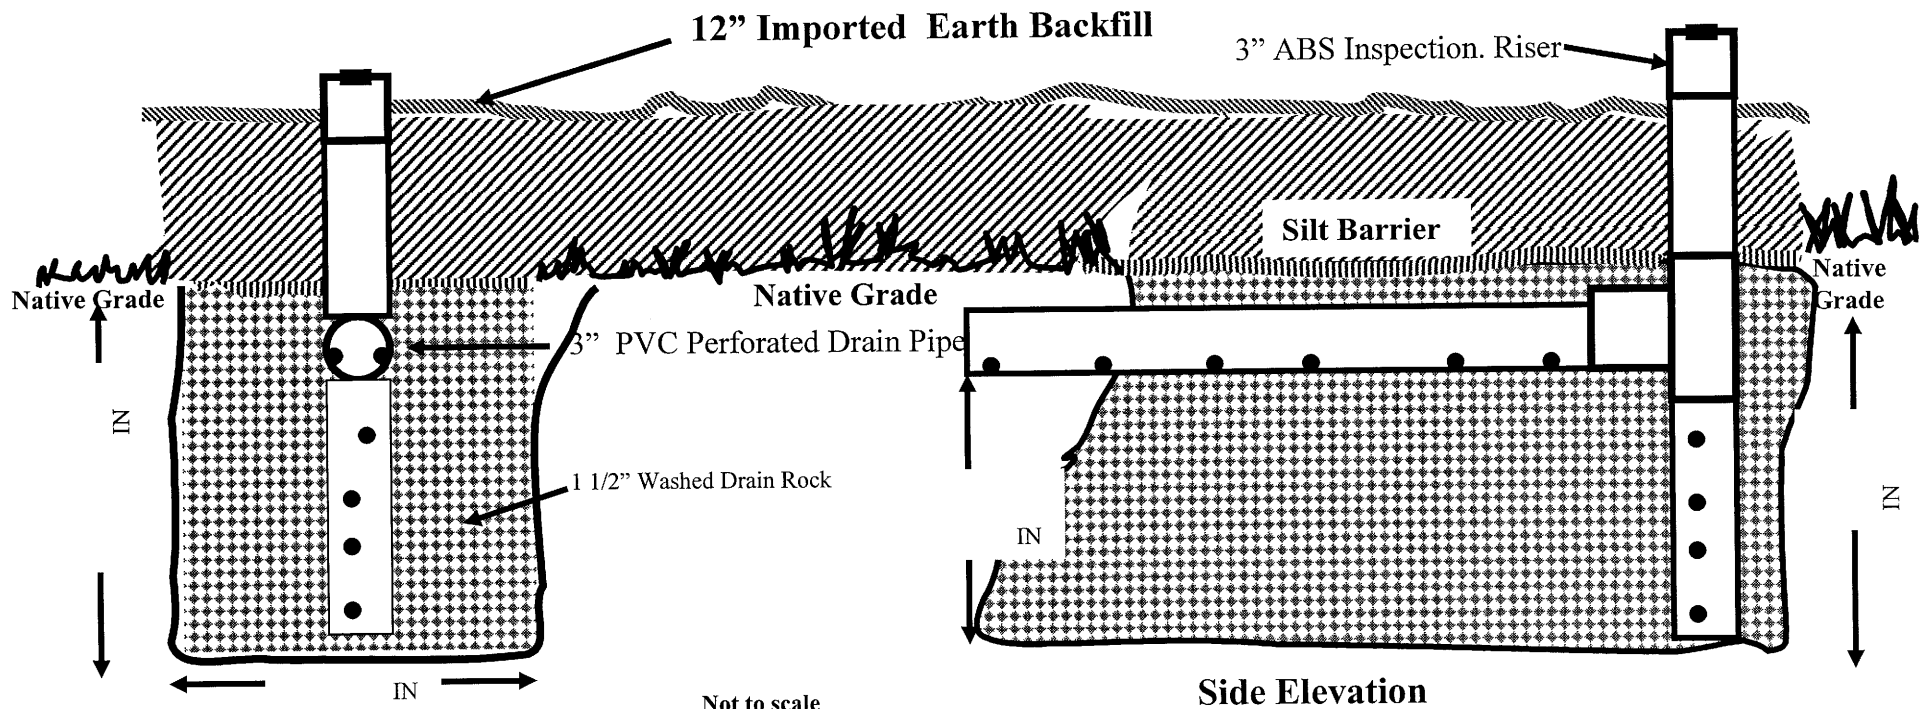 12” Imported Earth Backfill
3” ABS Inspection. Riser
Silt Barrier
Native Grade
Native Grade
Native
Grade
3” PVC Perforated Drain Pipe
IN
1 1/2” Washed Drain Rock
IN
IN
IN
Side Elevation
Not to scale